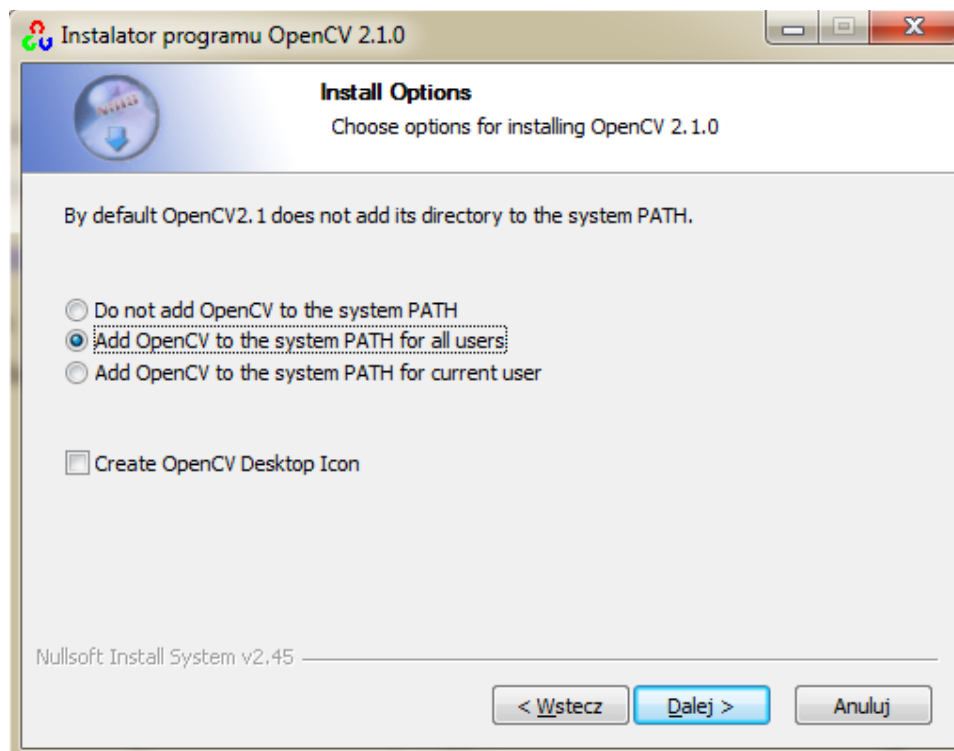 Instalator programu OpenCV 2.1.0
Install Options
Choose options for installing OpenCV 2.1.0
By default OpenCV2.1 does not add its directory to the system PATH.
Do not add OpenCV to the system PATH
Add OpenCV to the system PATH for all users
Add OpenCV to the system PATH for current user
Create OpenCV Desktop Icon
Nullsoft Install System v2.45
< Wstecz Dalej > Anuluj